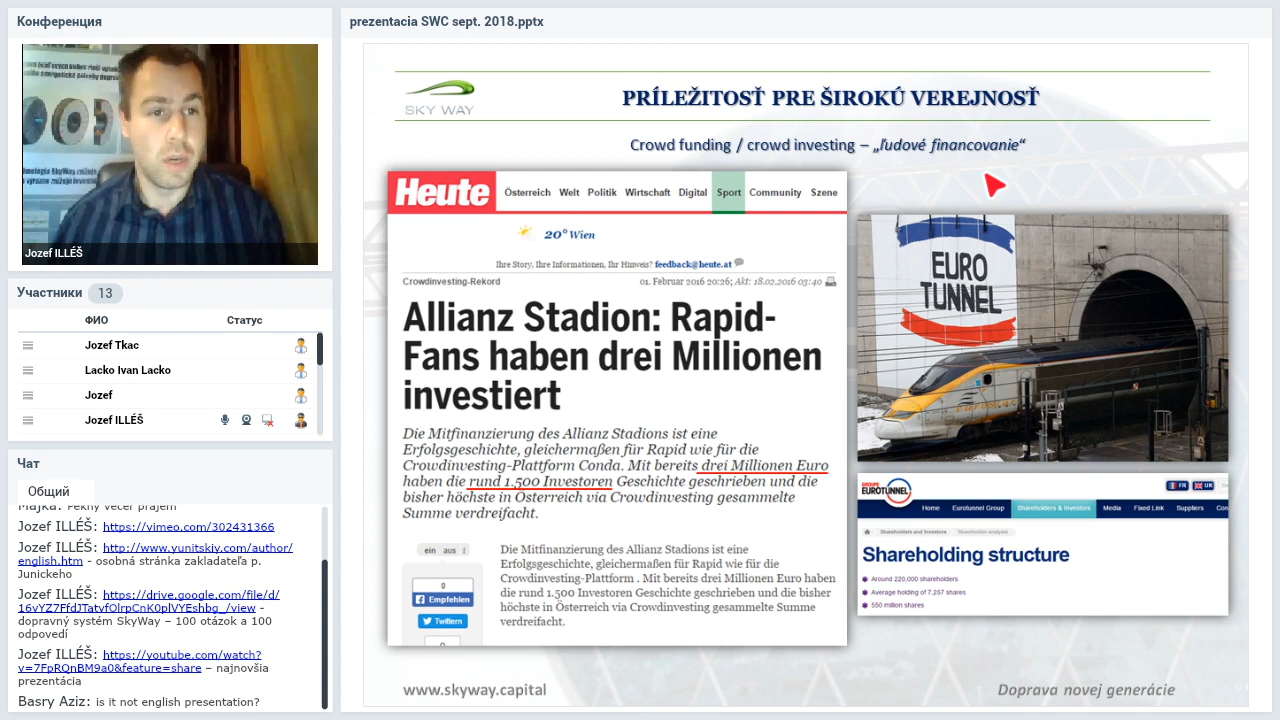 Конференция
Jozef ILLÉŠ
Участники 13
ФИО Статус
Jozef Tkac
Lacko Ivan Lacko
Jozef
Jozef ILLÉŠ
Чат
Общий
Majka: Pekny vecer prajem
Jozef ILLÉŠ: https://vimeo.com/302431366
Jozef ILLÉŠ: http://www.yunitskiy.com/author/
english.htm - osobná stránka zakladateľa p.
Junickeho
Jozef ILLÉŠ: https://drive.google.com/file/d/
16vYZ7FfdJTatvfOlrpCnK0plVYEshbg_/view -
dopravný systém SkyWay – 100 otázok a 100
odpovedí
Jozef ILLÉŠ: https://youtube.com/watch?
v=7FpROnBM9a0&feature=share – najnovšia
prezentácia
Basry Aziz: is it not english presentation?
prezentacia SWC sept. 2018.pptx
SKY WAY
PRÍLEŽITOSŤ PRE ŠIROKÚ VEREJNOSŤ
Crowd funding / crowd investing – „ľudové financovanie“
Heute Österreich Welt Politik Wirtschaft Digital Sport Community Szene
20° Wien
Ihre Story, Ihre Informationen, Ihr Hinweis? feedback@heute.at
Crowdinvesting-Rekord 01. Februar 2016 20:26; Akt: 18.02.2016 03:40
Allianz Stadion: Rapid-
Fans haben drei Millionen
investiert
Die Mitfinanzierung des Allianz Stadions ist eine
Erfolgsgeschichte, gleichermaßen für Rapid wie für die
Crowdinvesting-Plattform Conda. Mit bereits drei Millionen Euro
haben die rund 1.500 Investoren Geschichte geschrieben und die
bisher höchste in Österreich via Crowdinvesting gesammelte
Summe verdreifacht.
ein aus i
0
Empfehlen
Twittern
0
Die Mitfinanzierung des Allianz Stadions ist eine
Erfolgsgeschichte, gleichermaßen für Rapid wie für die
Crowdinvesting-Plattform . Mit bereits drei Millionen Euro haben
die rund 1.500 Investoren Geschichte geschrieben und die bisher
höchste in Österreich via Crowdinvesting gesammelte Summe
verdreifacht.
EURO
TUNNEL
GROUPE
EUROTUNNEL
FR UK
Home Eurotunnel Group Shareholders & Investors Media Fixed Link Suppliers
Shareholders and Investors Shareholder analysis
Shareholding structure
Around 220,000 shareholders
Average holding of 7,257 shares
550 million shares
www.skyway.capital
Doprava novej generácie